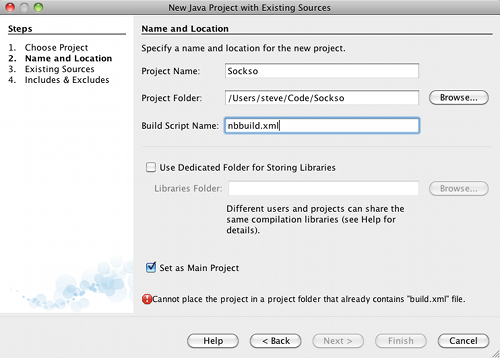 New Java Project with Existing Sources
Steps
1. Choose Project
2. Name and Location
3. Existing Sources
4. Includes & Excludes
Name and Location
Specify a name and location for the new project.
Project Name: Sockso
Project Folder: /Users/steve/Code/Sockso Browse...
Build Script Name: nbbuild.xml
Use Dedicated Folder for Storing Libraries
Libraries Folder: Browse...
Different users and projects can share the
same compilation libraries (see Help for
details).
Set as Main Project
Cannot place the project in a project folder that already contains "build.xml" file.
Help < Back Next > Finish Cancel